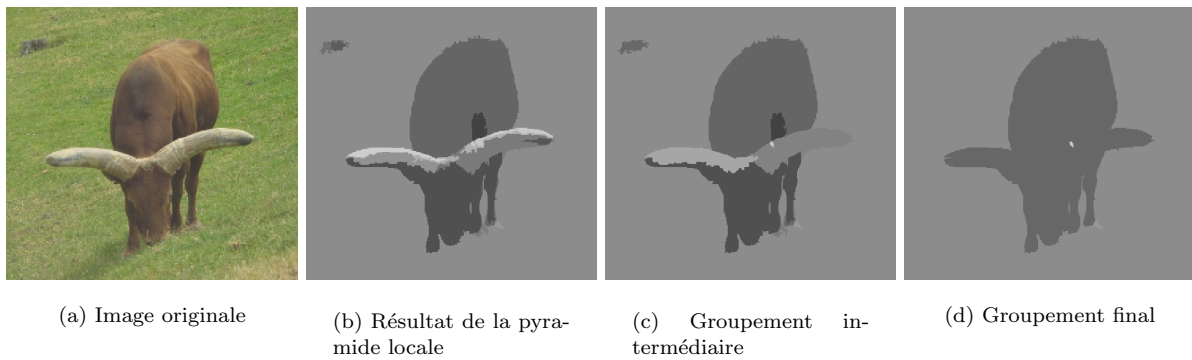 (a) Image originale
(b) Résultat de la pyra-
mide locale
(c) Groupement in-
termédiaire
(d) Groupement final